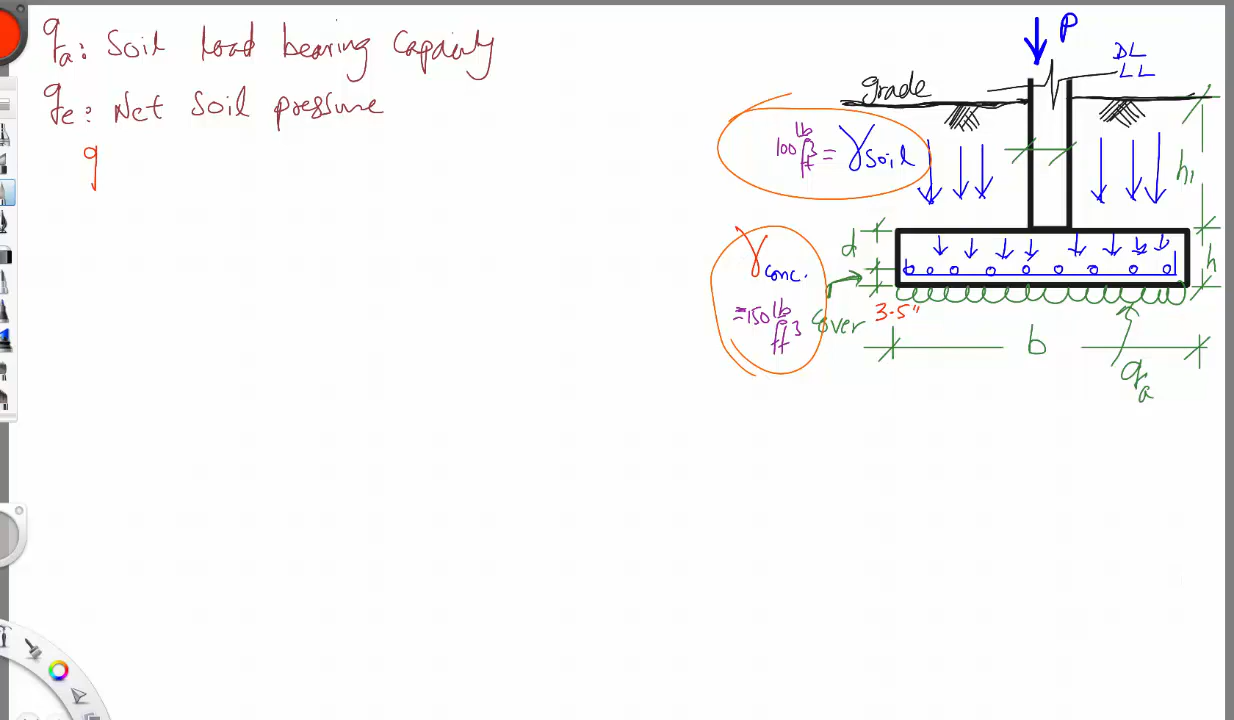 qa: Soil Load bearing Capacity
qe: Net Soil pressure
q
P
DL
LL
grade
100 lb/ft3 = γsoil
h1
d
h
γconc.
=150 lb/ft3
cover
3.5"
b
qa